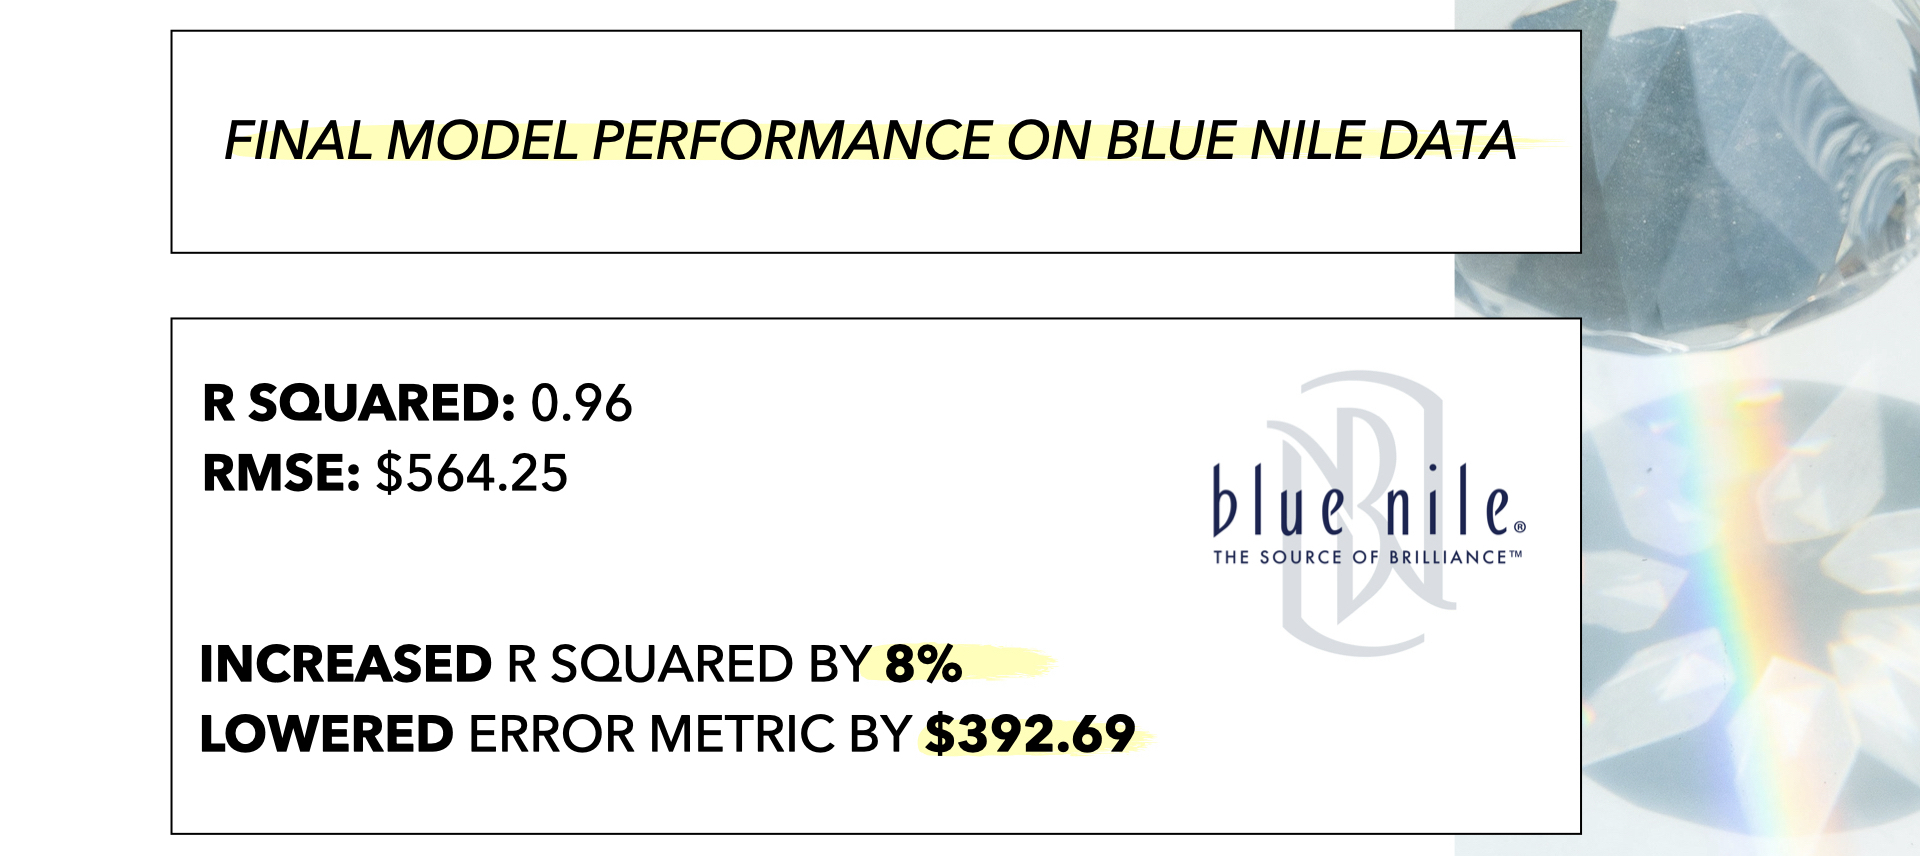 FINAL MODEL PERFORMANCE ON BLUE NILE DATA
R SQUARED: 0.96
RMSE: $564.25
blue nile®
THE SOURCE OF BRILLIANCE™
INCREASED R SQUARED BY 8%
LOWERED ERROR METRIC BY $392.69